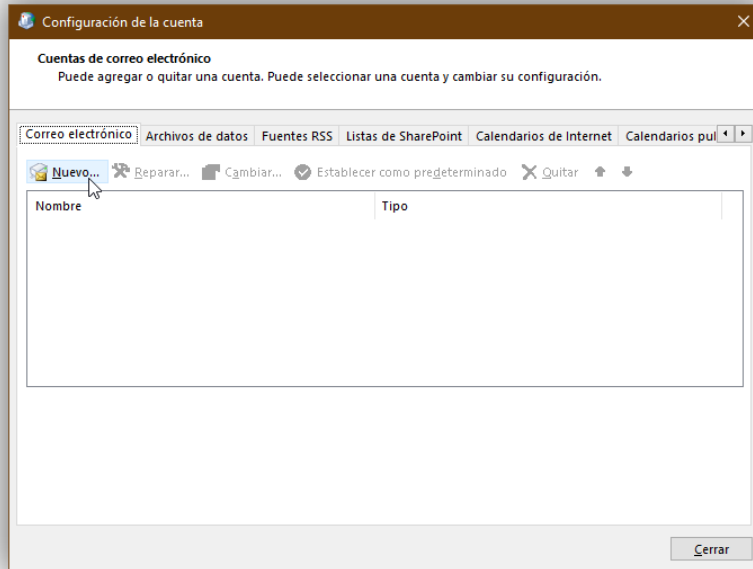 Configuración de la cuenta
Cuentas de correo electrónico
Puede agregar o quitar una cuenta. Puede seleccionar una cuenta y cambiar su configuración.
Correo electrónico Archivos de datos Fuentes RSS Listas de SharePoint Calendarios de Internet Calendarios pul
Nuevo... Reparar... Cambiar... Establecer como predeterminado Quitar
Nombre Tipo
Cerrar